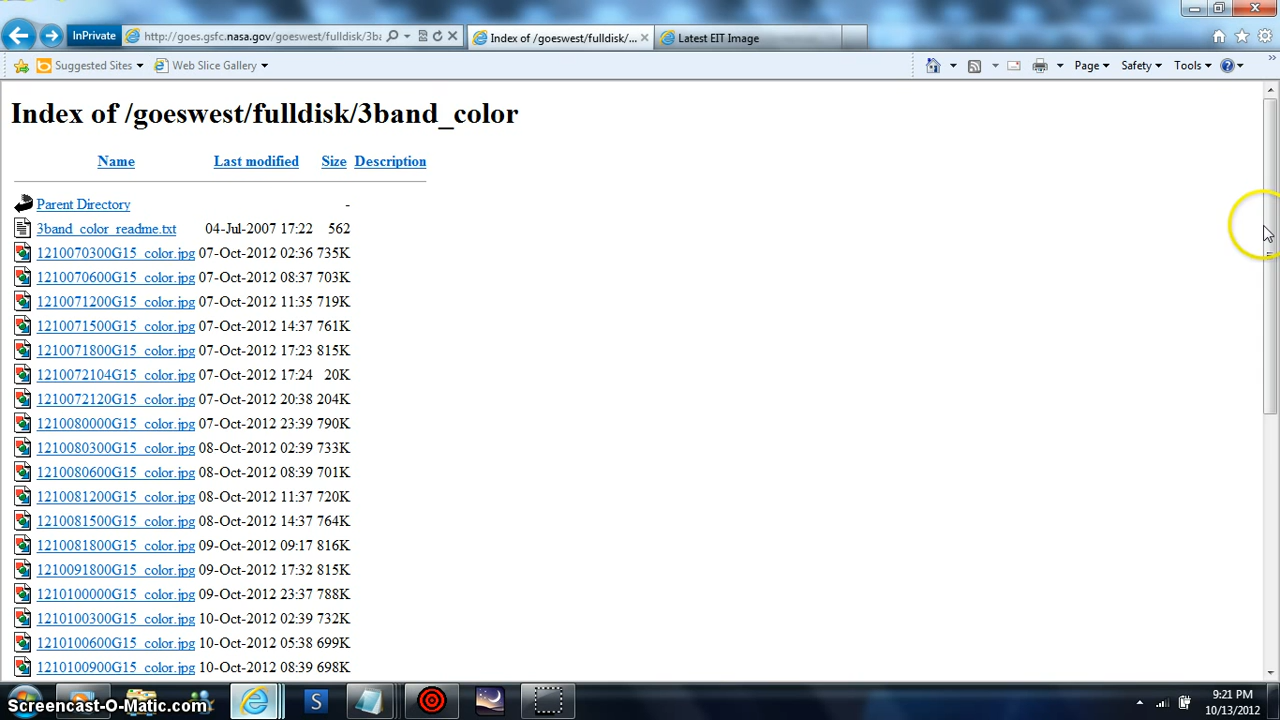 InPrivate
http://goes.gsfc.nasa.gov/goeswest/fulldisk/3ba
Index of /goeswest/fulldisk/...
Latest EIT Image
Suggested Sites
Web Slice Gallery
Page
Safety
Tools
Index of /goeswest/fulldisk/3band_color
Name Last modified Size Description
Parent Directory -
3band_color_readme.txt 04-Jul-2007 17:22 562
1210070300G15_color.jpg 07-Oct-2012 02:36 735K
1210070600G15_color.jpg 07-Oct-2012 08:37 703K
1210071200G15_color.jpg 07-Oct-2012 11:35 719K
1210071500G15_color.jpg 07-Oct-2012 14:37 761K
1210071800G15_color.jpg 07-Oct-2012 17:23 815K
1210072104G15_color.jpg 07-Oct-2012 17:24 20K
1210072120G15_color.jpg 07-Oct-2012 20:38 204K
1210080000G15_color.jpg 07-Oct-2012 23:39 790K
1210080300G15_color.jpg 08-Oct-2012 02:39 733K
1210080600G15_color.jpg 08-Oct-2012 08:39 701K
1210081200G15_color.jpg 08-Oct-2012 11:37 720K
1210081500G15_color.jpg 08-Oct-2012 14:37 764K
1210081800G15_color.jpg 09-Oct-2012 09:17 816K
1210091800G15_color.jpg 09-Oct-2012 17:32 815K
1210100000G15_color.jpg 09-Oct-2012 23:37 788K
1210100300G15_color.jpg 10-Oct-2012 02:39 732K
1210100600G15_color.jpg 10-Oct-2012 05:38 699K
1210100900G15_color.jpg 10-Oct-2012 08:39 698K
S
9:21 PM
10/13/2012
Screencast-O-Matic.com